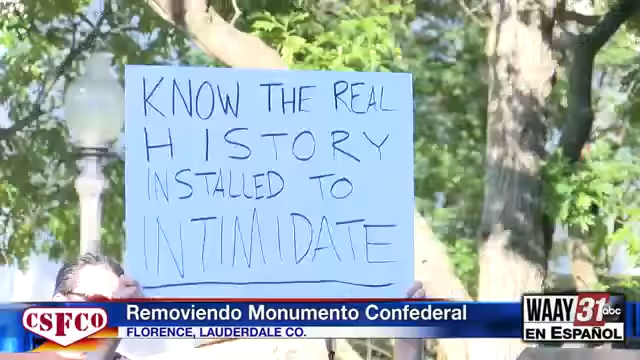 KNOW THE REAL
HISTORY
INSTALLED TO
INTIMIDATE
CSFCO
Removiendo Monumento Confederal
FLORENCE, LAUDERDALE CO.
WAAY 31 abc
EN ESPAÑOL